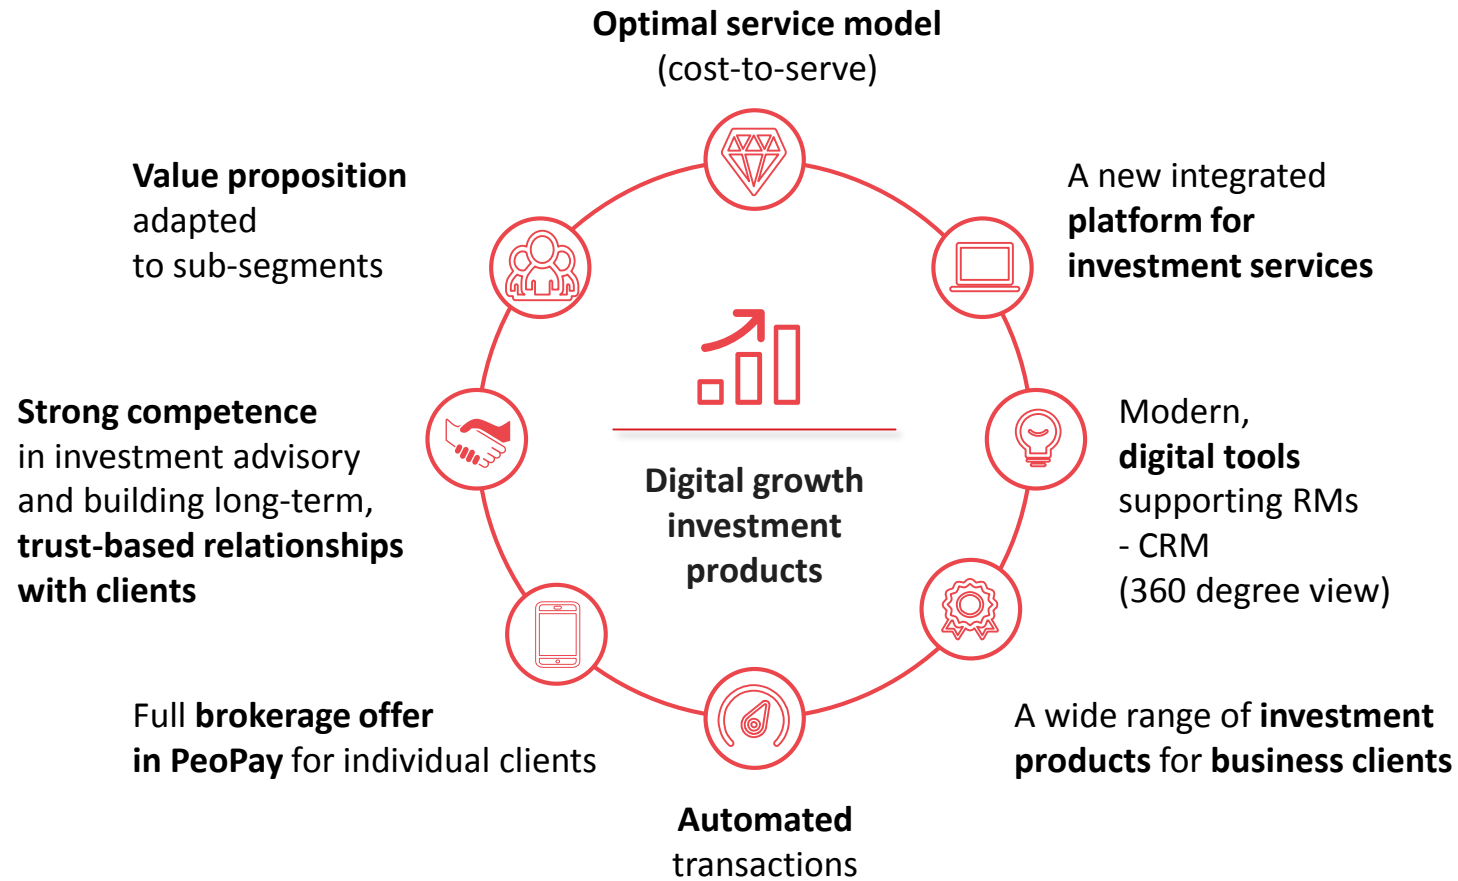 Optimal service model
(cost-to-serve)
Value proposition
adapted
to sub-segments
A new integrated
platform for
investment services
Strong competence
in investment advisory
and building long-term,
trust-based relationships
with clients
Digital growth
investment
products
Modern,
digital tools
supporting RMs
- CRM
(360 degree view)
Full brokerage offer
in PeoPay for individual clients
A wide range of investment
products for business clients
Automated
transactions